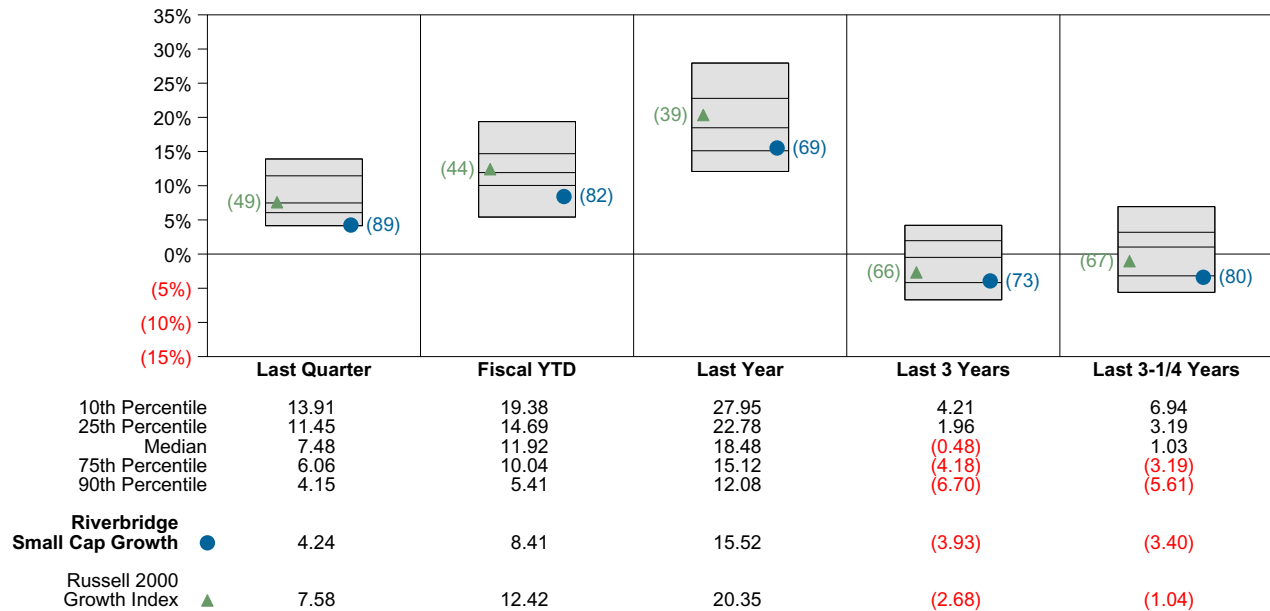 35%
30%
25%
20%
15%
10%
5%
0%
(5%)
(10%)
(15%)
(49) (89) (44) (82) (39) (69) (66) (73) (67) (80)
Last Quarter Fiscal YTD Last Year Last 3 Years Last 3-1/4 Years
10th Percentile 13.91 19.38 27.95 4.21 6.94
25th Percentile 11.45 14.69 22.78 1.96 3.19
Median 7.48 11.92 18.48 (0.48) 1.03
75th Percentile 6.06 10.04 15.12 (4.18) (3.19)
90th Percentile 4.15 5.41 12.08 (6.70) (5.61)
Riverbridge
Small Cap Growth 4.24 8.41 15.52 (3.93) (3.40)
Russell 2000
Growth Index 7.58 12.42 20.35 (2.68) (1.04)